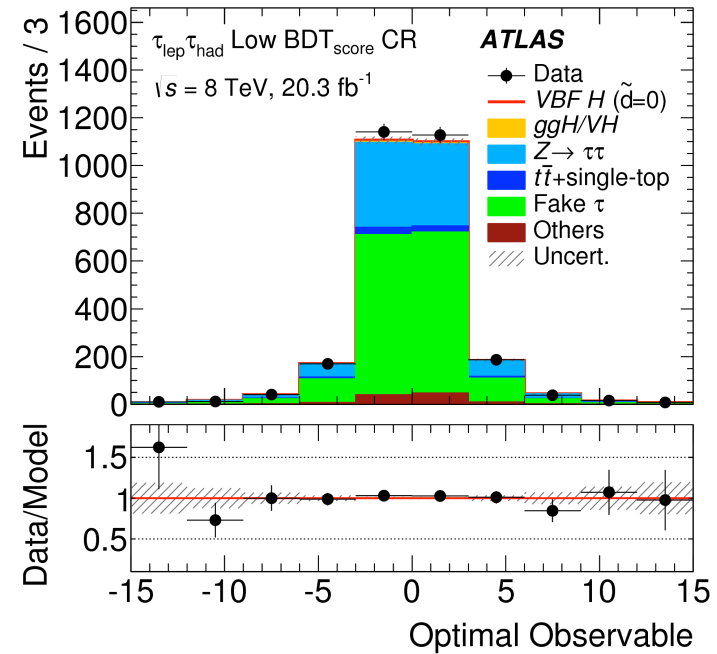 τlepτhad Low BDTscore CR
√s = 8 TeV, 20.3 fb-1
ATLAS
Data
VBF H (d̃=0)
ggH/VH
Z→ ττ
tt̄+single-top
Fake τ
Others
Uncert.
Events / 3
1600
1400
1200
1000
800
600
400
200
0
Data/Model
1.5
1
0.5
-15 -10 -5 0 5 10 15
Optimal Observable